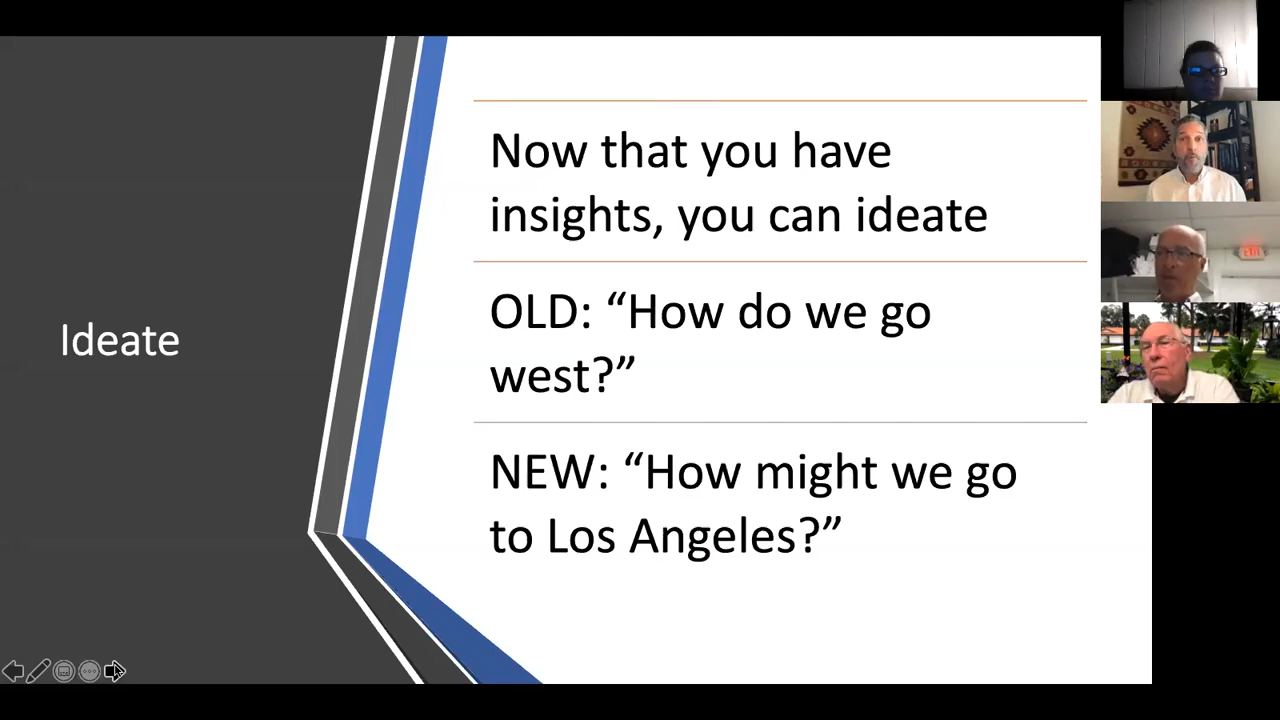 Ideate
Now that you have
insights, you can ideate
OLD: “How do we go
west?”
NEW: “How might we go
to Los Angeles?”
EXIT